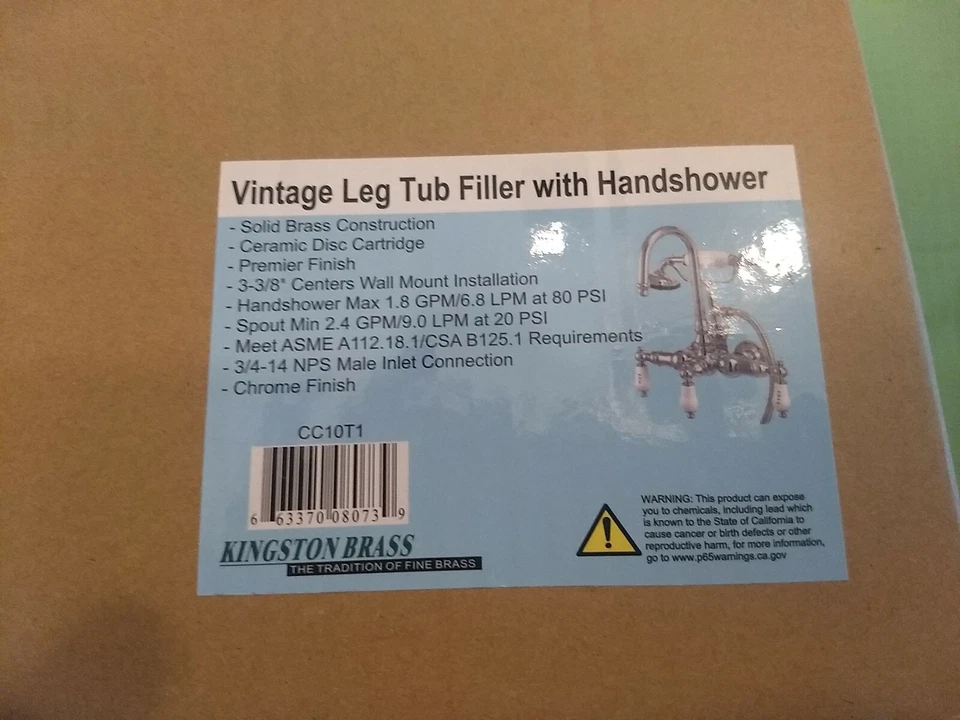 Vintage Leg Tub Filler with Handshower
- Solid Brass Construction
- Ceramic Disc Cartridge
- Premier Finish
- 3-3/8" Centers Wall Mount Installation
- Handshower Max 1.8 GPM/6.8 LPM at 80 PSI
- Spout Min 2.4 GPM/9.0 LPM at 20 PSI
- Meet ASME A112.18.1/CSA B125.1 Requirements
- 3/4-14 NPS Male Inlet Connection
- Chrome Finish
CC10T1
6 63370 08073 9
KINGSTON BRASS
THE TRADITION OF FINE BRASS
WARNING: This product can expose
you to chemicals, including lead which
is known to the State of California to
cause cancer or birth defects or other
reproductive harm, for more information,
go to www.p65warnings.ca.gov